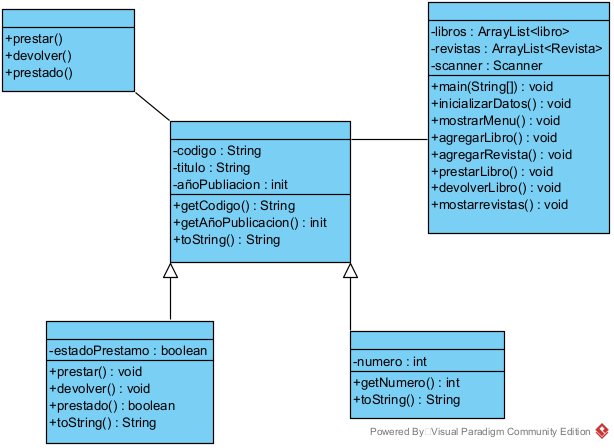 +prestar()
+devolver()
+prestado()
-libros : ArrayList<libro>
-revistas : ArrayList<Revista>
-scanner : Scanner
+main(String[]) : void
+inicializarDatos() : void
+mostrarMenu() : void
+agregarLibro() : void
+agregarRevista() : void
+prestarLibro() : void
+devolverLibro() : void
+mostarrevistas() : void
-codigo : String
-titulo : String
-añoPubliacion : init
+getCodigo() : String
+getAñoPublicacion() : init
+toString() : String
-estadoPrestamo : boolean
+prestar() : void
+devolver() : void
+prestado() : boolean
+toString() : String
-numero : int
+getNumero() : int
+toString() : String
Powered By Visual Paradigm Community Edition